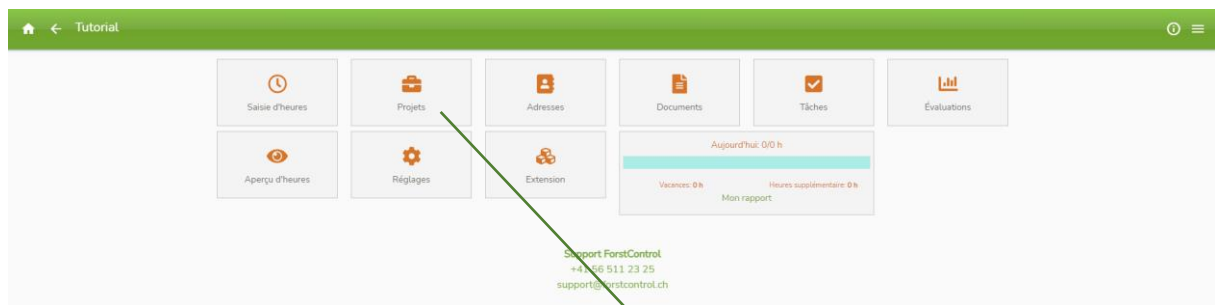 Tutorial
Saisie d'heures
Projets
Adresses
Documents
Tâches
Évaluations
Aperçu d'heures
Réglages
Extension
Aujourd'hui: 0/0 h
Vacances: 0 h Heures supplémentaire: 0 h
Mon rapport
Support ForstControl
+41 56 511 23 25
support@forstcontrol.ch